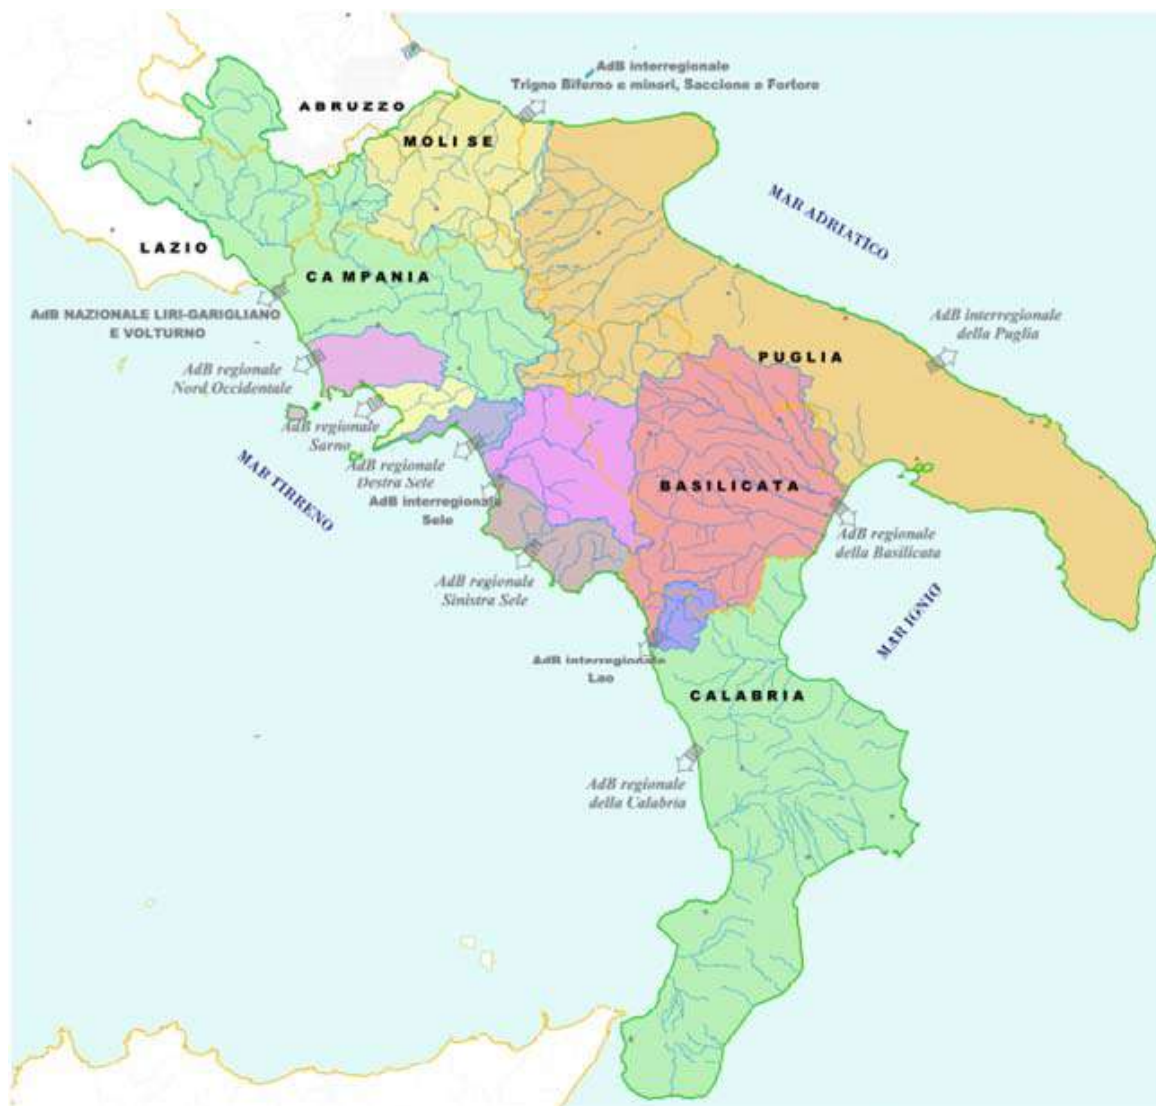 AdB interregionale
Trigno Biferno e minori, Saccione e Fortore
ABRUZZO
MOLISE
MAR ADRIATICO
LAZIO
CAMPANIA
AdB NAZIONALE LIRI-GARIGLIANO
E VOLTURNO
AdB interregionale
della Puglia
PUGLIA
AdB regionale
Nord Occidentale
AdB regionale
Sarno
MAR TIRRENO
AdB regionale
Destra Sele
AdB interregionale
Sele
BASILICATA
AdB regionale
della Basilicata
AdB regionale
Sinistra Sele
MAR IONIO
AdB interregionale
Lao
CALABRIA
AdB regionale
della Calabria